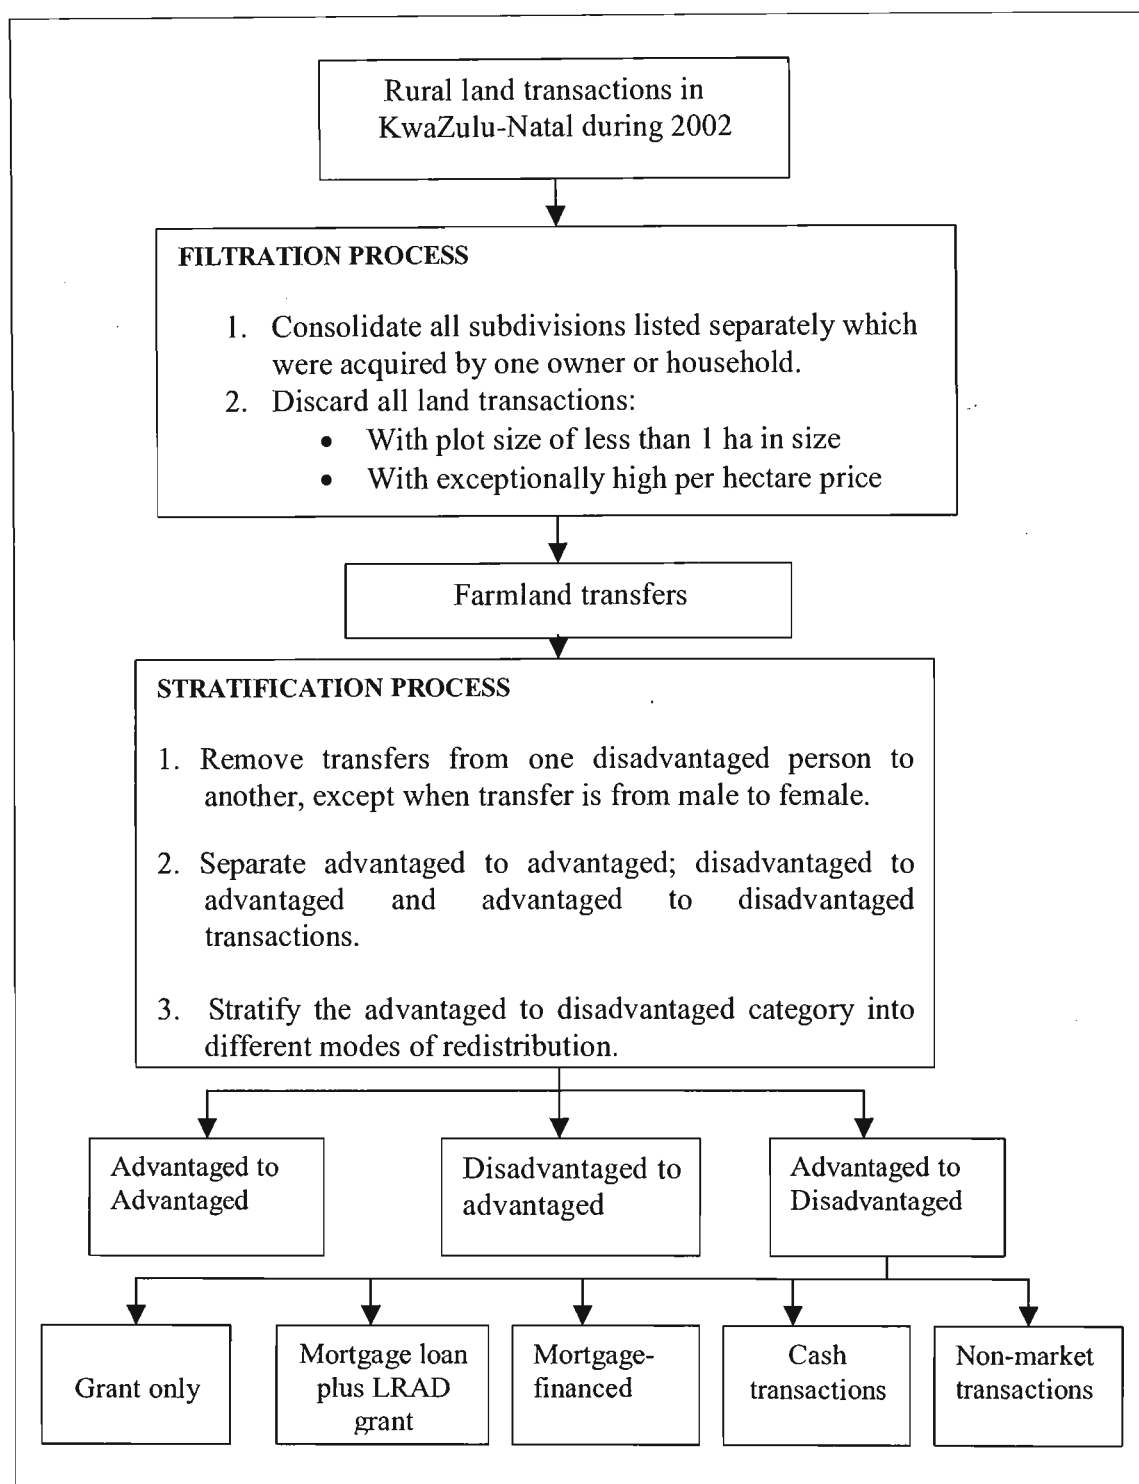 Rural land transactions in
KwaZulu-Natal during 2002
FILTRATION PROCESS
1. Consolidate all subdivisions listed separately which
were acquired by one owner or household.
2. Discard all land transactions:
• With plot size of less than 1 ha in size
• With exceptionally high per hectare price
Farmland transfers
STRATIFICATION PROCESS
1. Remove transfers from one disadvantaged person to
another, except when transfer is from male to female.
2. Separate advantaged to advantaged; disadvantaged to
advantaged and advantaged to disadvantaged
transactions.
3. Stratify the advantaged to disadvantaged category into
different modes of redistribution.
Advantaged to
Advantaged
Disadvantaged to
advantaged
Advantaged to
Disadvantaged
Grant only
Mortgage loan
plus LRAD
grant
Mortgage-
financed
Cash
transactions
Non-market
transactions